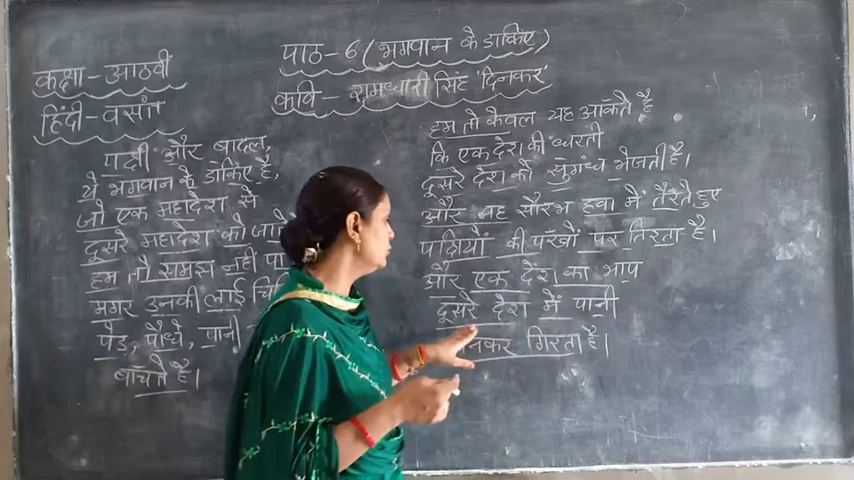 पाठ-6 (भगवान के डाकिए)
कवि - रामधारी सिंह 'दिनकर'
कक्षा - आठवीं
हिंदी - वसंत
पक्षी और बादल,
ये भगवान के डाकिए है,
जो एक महादेश से
दूसरे महादेश को
हम तो समझ नहीं
मगर उनकी लाई
पेड़, पौधे, पानी
बाँचते है।
हम तो केवल यह आँकते है
कि एक देश की धरती
दूसरे देश को सुगंध भेजती है।
और वह सौरभ हवा में तैरते हुए
पक्षियों की पाँखों पर तिरता है।
और एक देश का भाप
दूसरे देश में पानी
गिरता है।